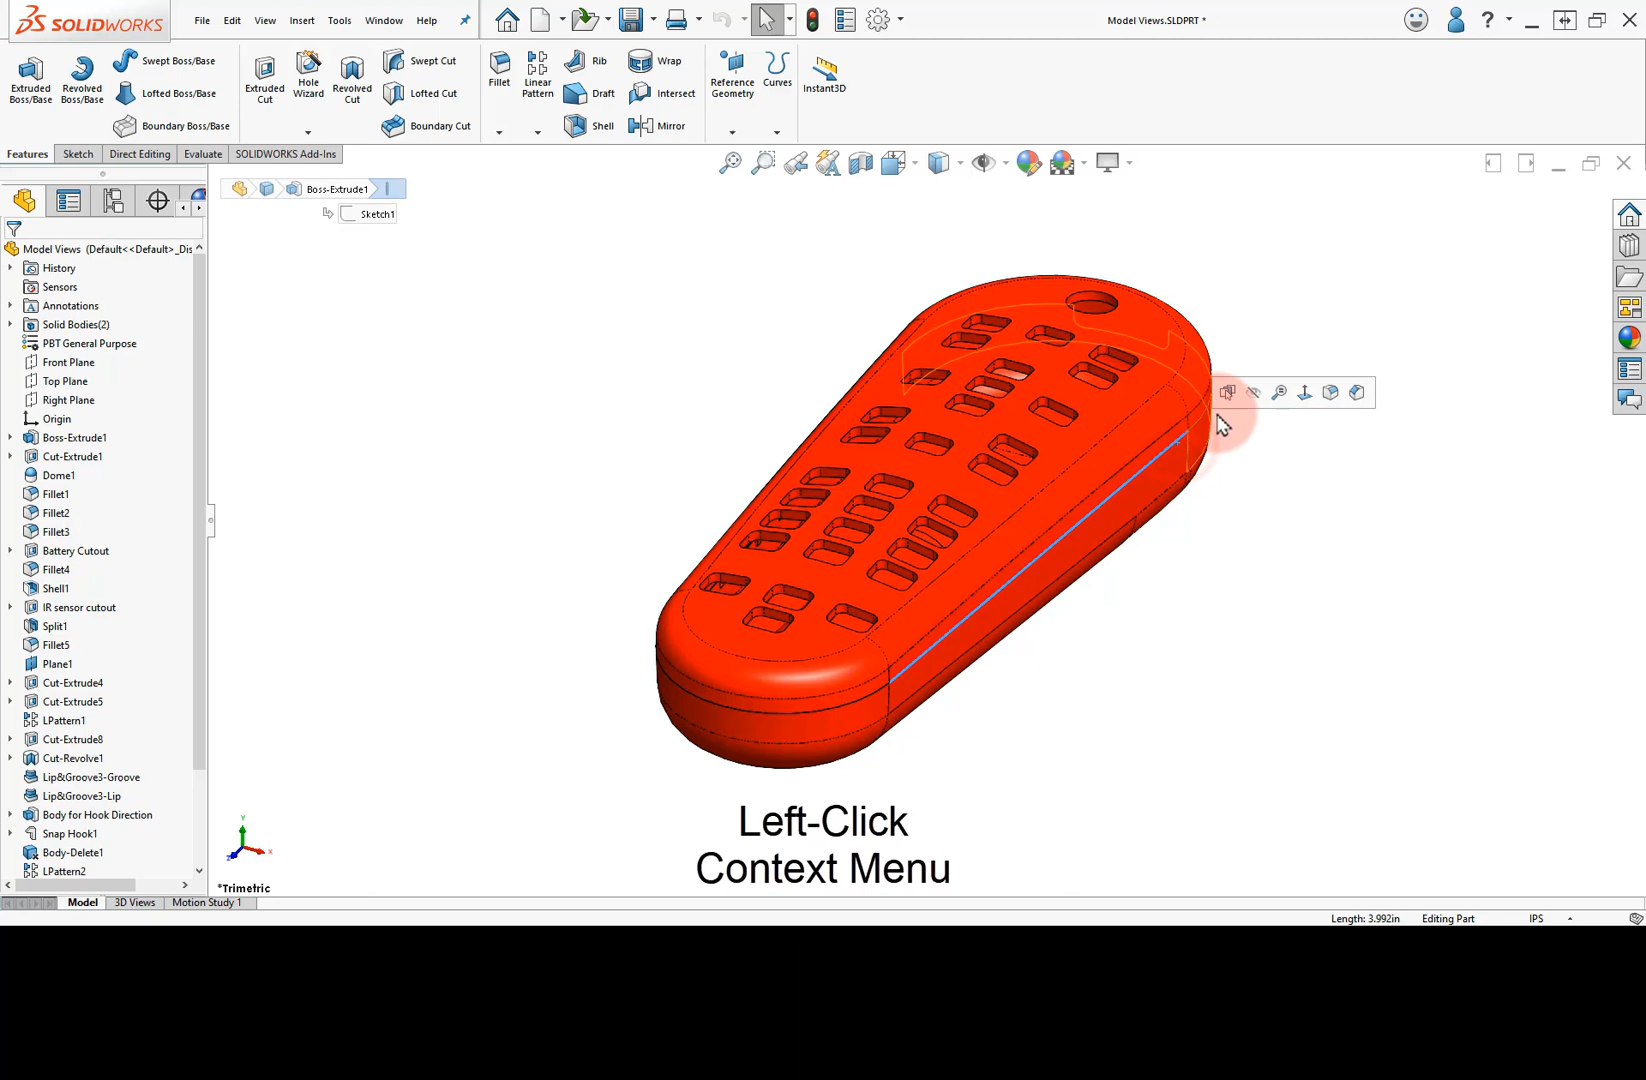 SOLIDWORKS
File Edit View Insert Tools Window Help
Model Views.SLDPRT *
?
Extruded Boss/Base
Revolved Boss/Base
Swept Boss/Base
Lofted Boss/Base
Boundary Boss/Base
Extruded Cut
Hole Wizard
Revolved Cut
Swept Cut
Lofted Cut
Boundary Cut
Fillet
Linear Pattern
Rib
Draft
Shell
Wrap
Intersect
Mirror
Reference Geometry
Curves
Instant3D
Features Sketch Direct Editing Evaluate SOLIDWORKS Add-Ins
Boss-Extrude1
Sketch1
Model Views (Default<<Default>_Dis
History
Sensors
Annotations
Solid Bodies(2)
PBT General Purpose
Front Plane
Top Plane
Right Plane
Origin
Boss-Extrude1
Cut-Extrude1
Dome1
Fillet1
Fillet2
Fillet3
Battery Cutout
Fillet4
Shell1
IR sensor cutout
Split1
Fillet5
Plane1
Cut-Extrude4
Cut-Extrude5
LPattern1
Cut-Extrude8
Cut-Revolve1
Lip&Groove3-Groove
Lip&Groove3-Lip
Body for Hook Direction
Snap Hook1
Body-Delete1
LPattern2
Y
X
Z
*Trimetric
Left-Click
Context Menu
Model 3D Views Motion Study 1
Length: 3.992in Editing Part IPS